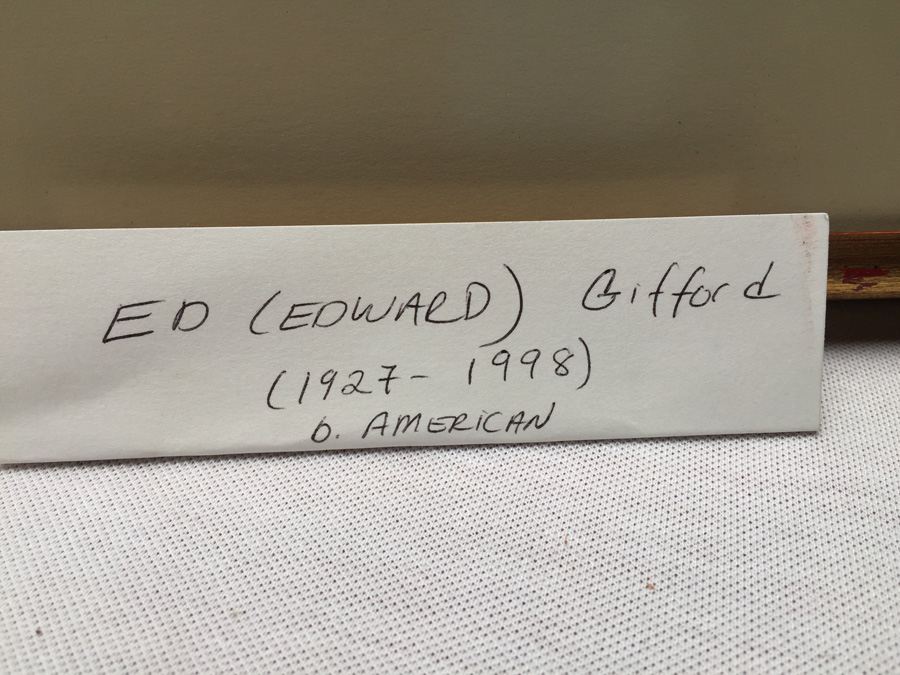 ED (EDWARD) Gifford
(1927- 1998)
b. AMERICAN